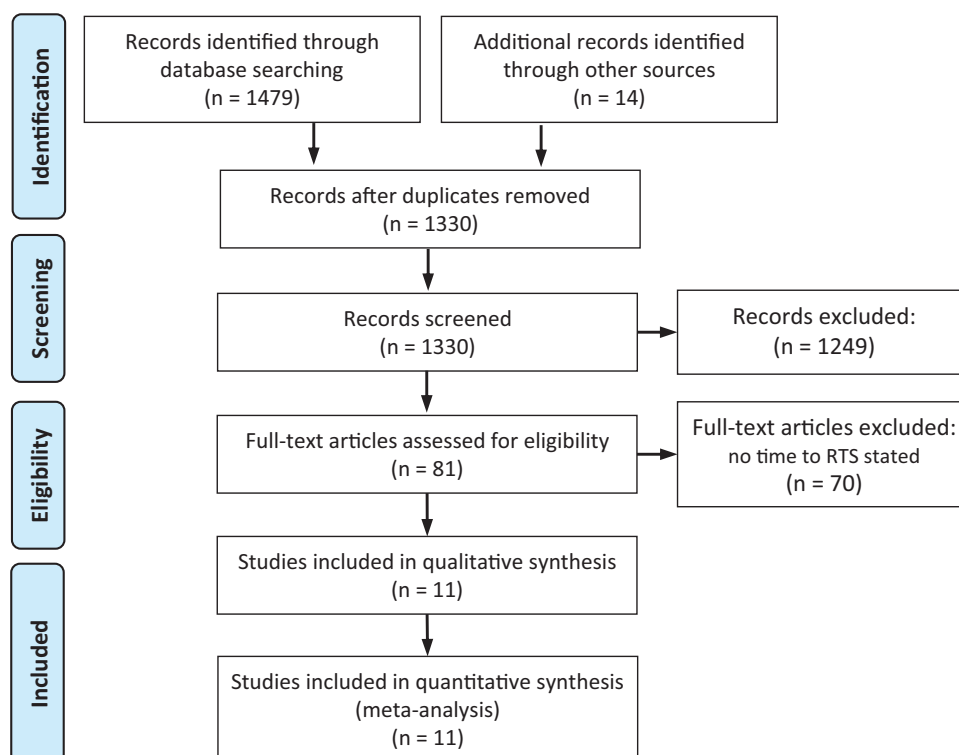 Identification
Records identified through
database searching
(n = 1479)
Additional records identified
through other sources
(n = 14)
Records after duplicates removed
(n = 1330)
Screening
Records screened
(n = 1330)
Records excluded:
(n = 1249)
Eligibility
Full-text articles assessed for eligibility
(n = 81)
Full-text articles excluded:
no time to RTS stated
(n = 70)
Studies included in qualitative synthesis
(n = 11)
Included
Studies included in quantitative synthesis
(meta-analysis)
(n = 11)